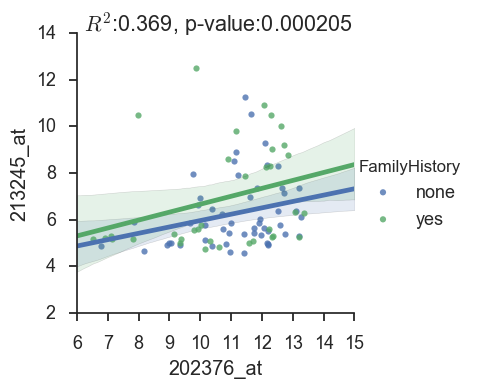 R²:0.369, p-value:0.000205
14
12
10
8
6
4
2
213245_at
6 7 8 9 10 11 12 13 14 15
202376_at
FamilyHistory
none
yes